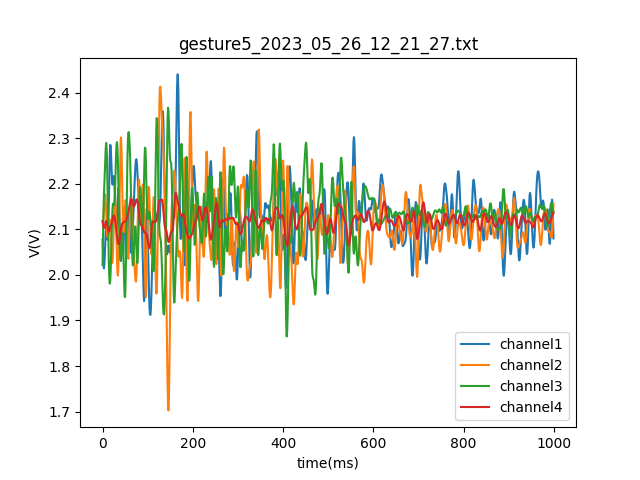 gesture5_2023_05_26_12_21_27.txt
V(V)
2.4
2.3
2.2
2.1
2.0
1.9
1.8
1.7
channel1
channel2
channel3
channel4
0 200 400 600 800 1000
time(ms)